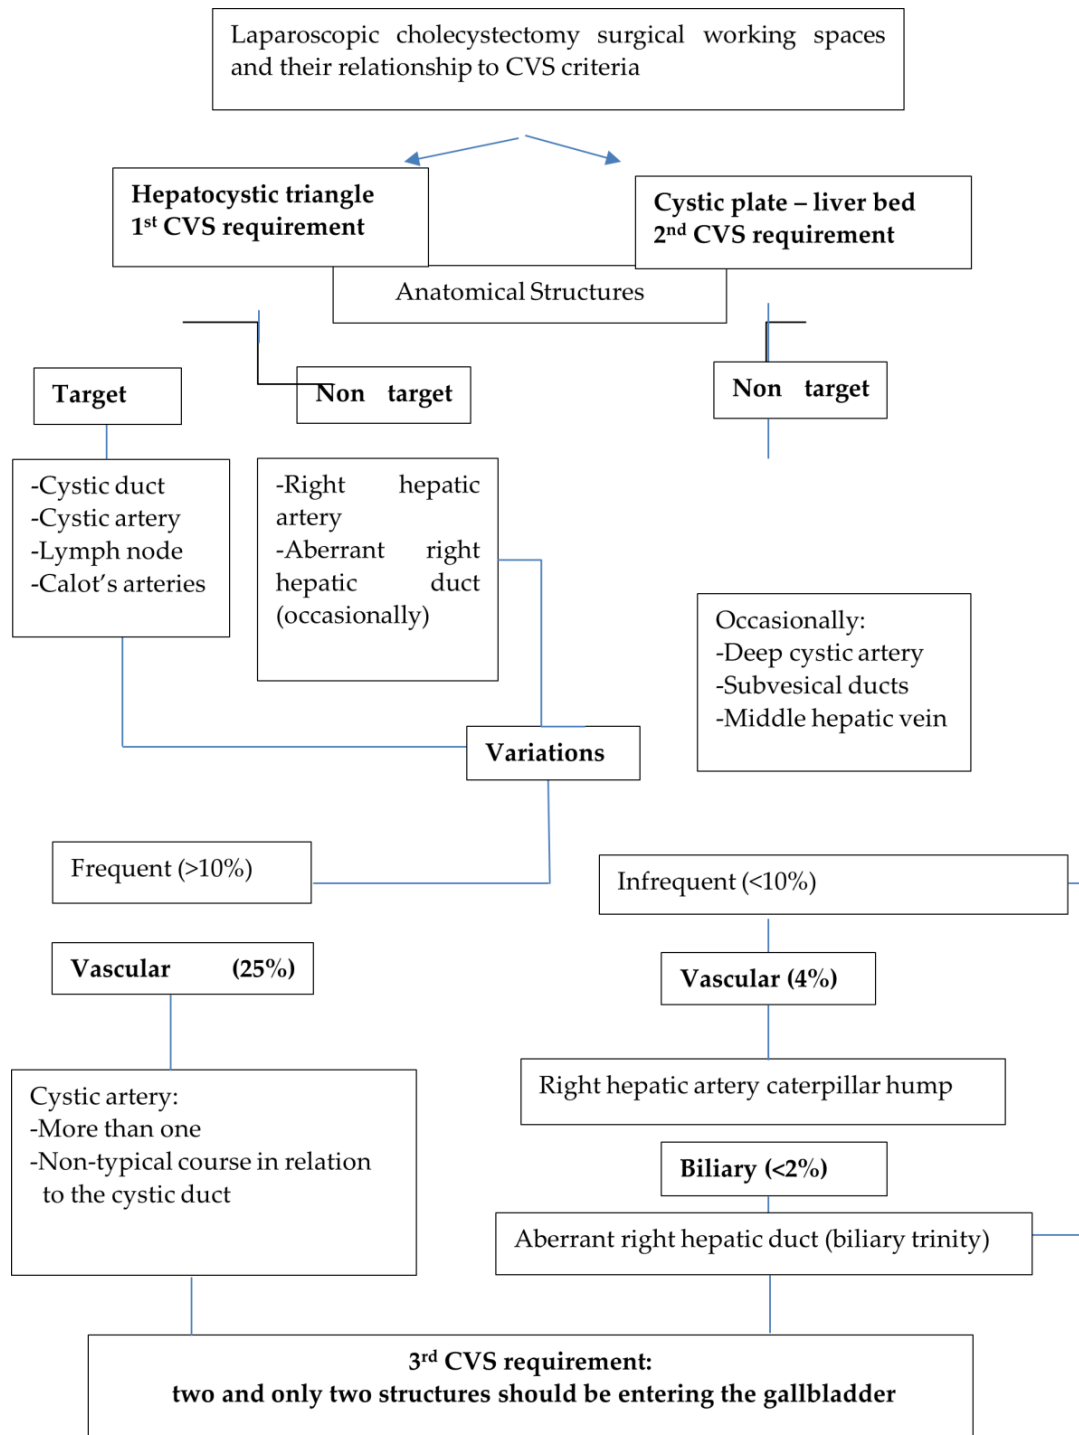 Laparoscopic cholecystectomy surgical working spaces
and their relationship to CVS criteria
Hepatocystic triangle
1st CVS requirement
Cystic plate – liver bed
2nd CVS requirement
Anatomical Structures
Target
Non target
Non target
-Cystic duct
-Cystic artery
-Lymph node
-Calot’s arteries
-Right hepatic
artery
-Aberrant right
hepatic duct
(occasionally)
Occasionally:
-Deep cystic artery
-Subvesical ducts
-Middle hepatic vein
Variations
Frequent (>10%)
Infrequent (<10%)
Vascular (25%)
Vascular (4%)
Cystic artery:
-More than one
-Non-typical course in relation
to the cystic duct
Right hepatic artery caterpillar hump
Biliary (<2%)
Aberrant right hepatic duct (biliary trinity)
3rd CVS requirement:
two and only two structures should be entering the gallbladder